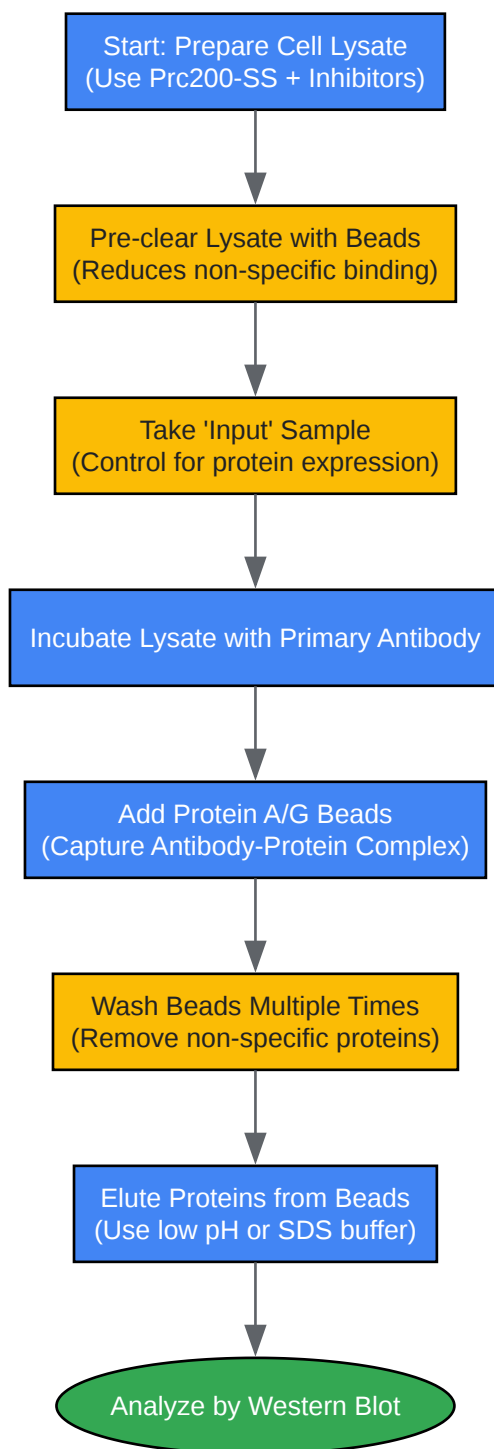 Start: Prepare Cell Lysate
(Use Prc200-SS + Inhibitors)
Pre-clear Lysate with Beads
(Reduces non-specific binding)
Take 'Input' Sample
(Control for protein expression)
Incubate Lysate with Primary Antibody
Add Protein A/G Beads
(Capture Antibody-Protein Complex)
Wash Beads Multiple Times
(Remove non-specific proteins)
Elute Proteins from Beads
(Use low pH or SDS buffer)
Analyze by Western Blot